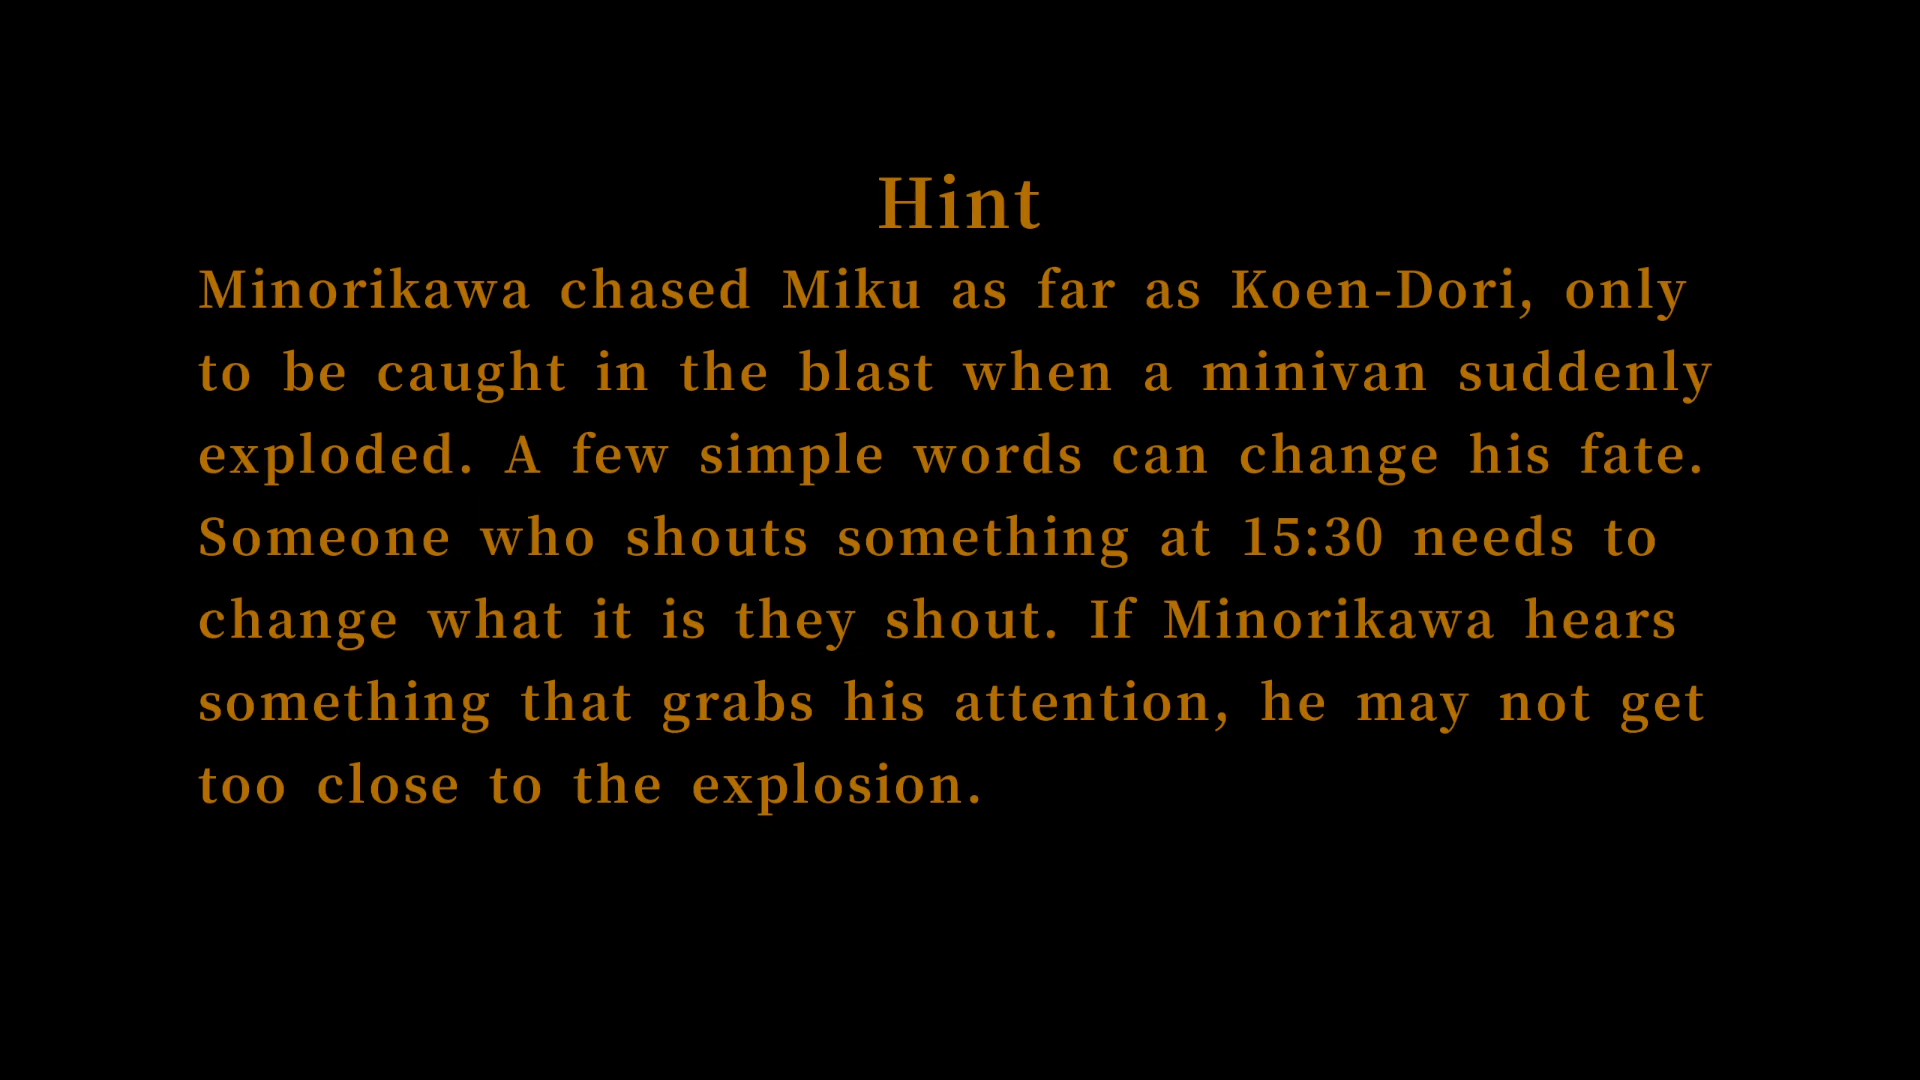 Hint
Minorikawa chased Miku as far as Koen-Dori, only
to be caught in the blast when a minivan suddenly
exploded. A few simple words can change his fate.
Someone who shouts something at 15:30 needs to
change what it is they shout. If Minorikawa hears
something that grabs his attention, he may not get
too close to the explosion.